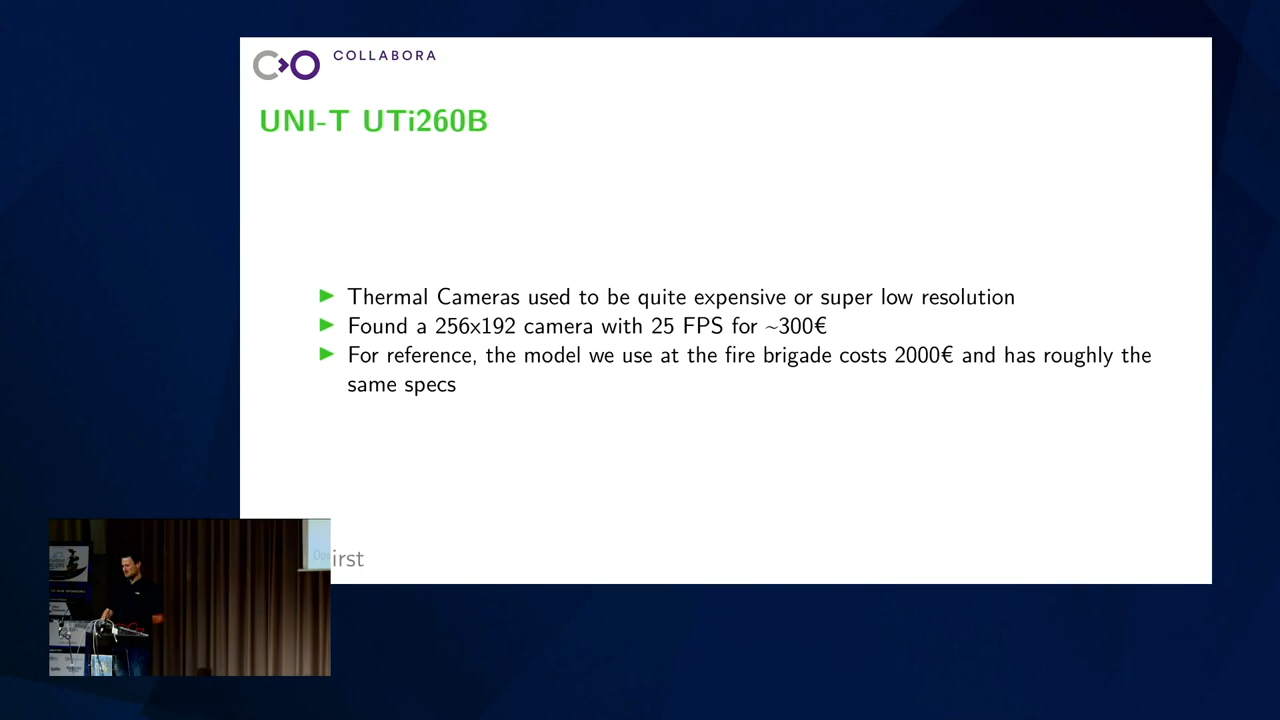 COLLABORA
UNI-T UTi260B
Thermal Cameras used to be quite expensive or super low resolution
Found a 256x192 camera with 25 FPS for ~300€
For reference, the model we use at the fire brigade costs 2000€ and has roughly the
same specs
irst